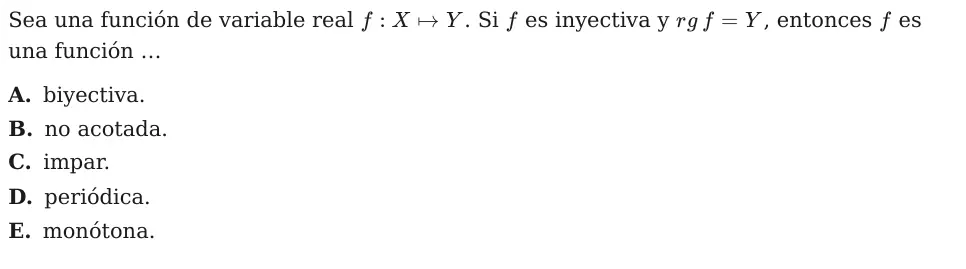 Sea una función de variable real f : X ↦ Y. Si f es inyectiva y rg f = Y, entonces f es
una función ...
A. biyectiva.
B. no acotada.
C. impar.
D. periódica.
E. monótona.